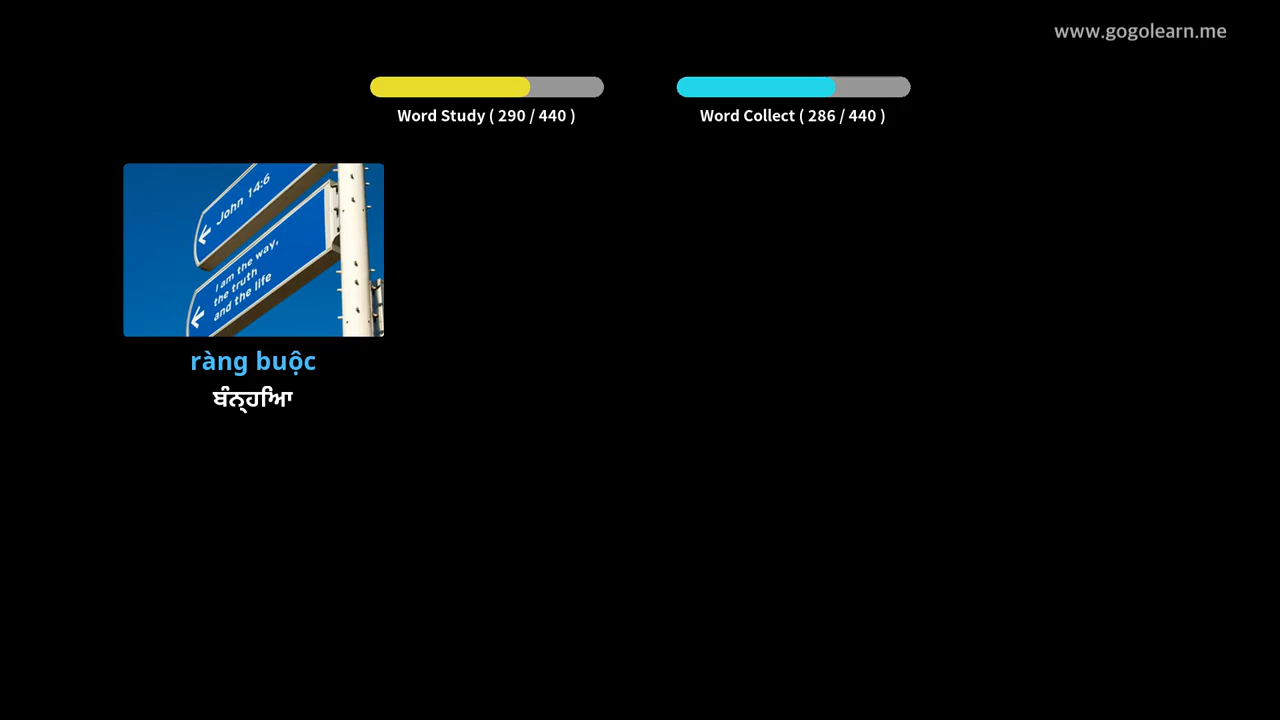 www.gogolearn.me
Word Study ( 290 / 440 )
Word Collect ( 286 / 440 )
John 14:6
I am the way,
the truth
and the life
ràng buộc
ਬੰਨ੍ਹਿਆ